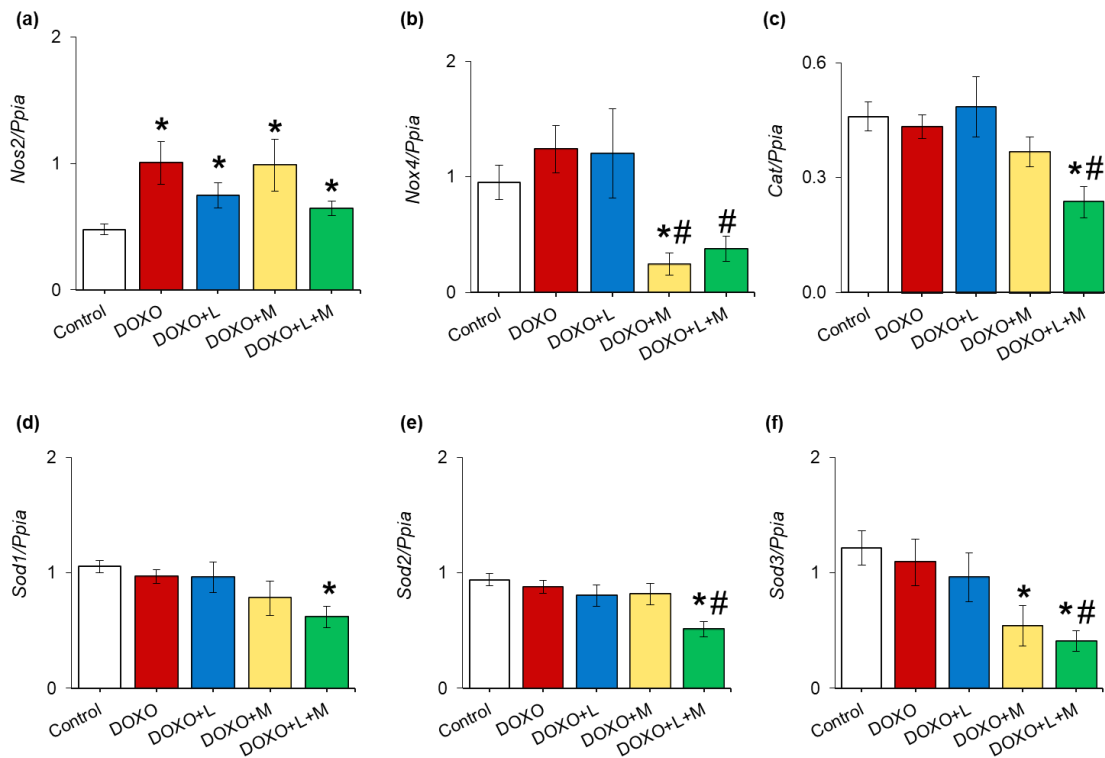 (a)
2
1
0
Nos2/Ppia
*
*
*
*
Control
DOXO
DOXO+L
DOXO+M
DOXO+L+M
(b)
2
1
0
Nox4/Ppia
*#
#
Control
DOXO
DOXO+L
DOXO+M
DOXO+L+M
(c)
0.6
0.3
0.0
Cat/Ppia
*#
Control
DOXO
DOXO+L
DOXO+M
DOXO+L+M
(d)
2
1
0
Sod1/Ppia
*
Control
DOXO
DOXO+L
DOXO+M
DOXO+L+M
(e)
2
1
0
Sod2/Ppia
*#
Control
DOXO
DOXO+L
DOXO+M
DOXO+L+M
(f)
2
1
0
Sod3/Ppia
*
*#
Control
DOXO
DOXO+L
DOXO+M
DOXO+L+M